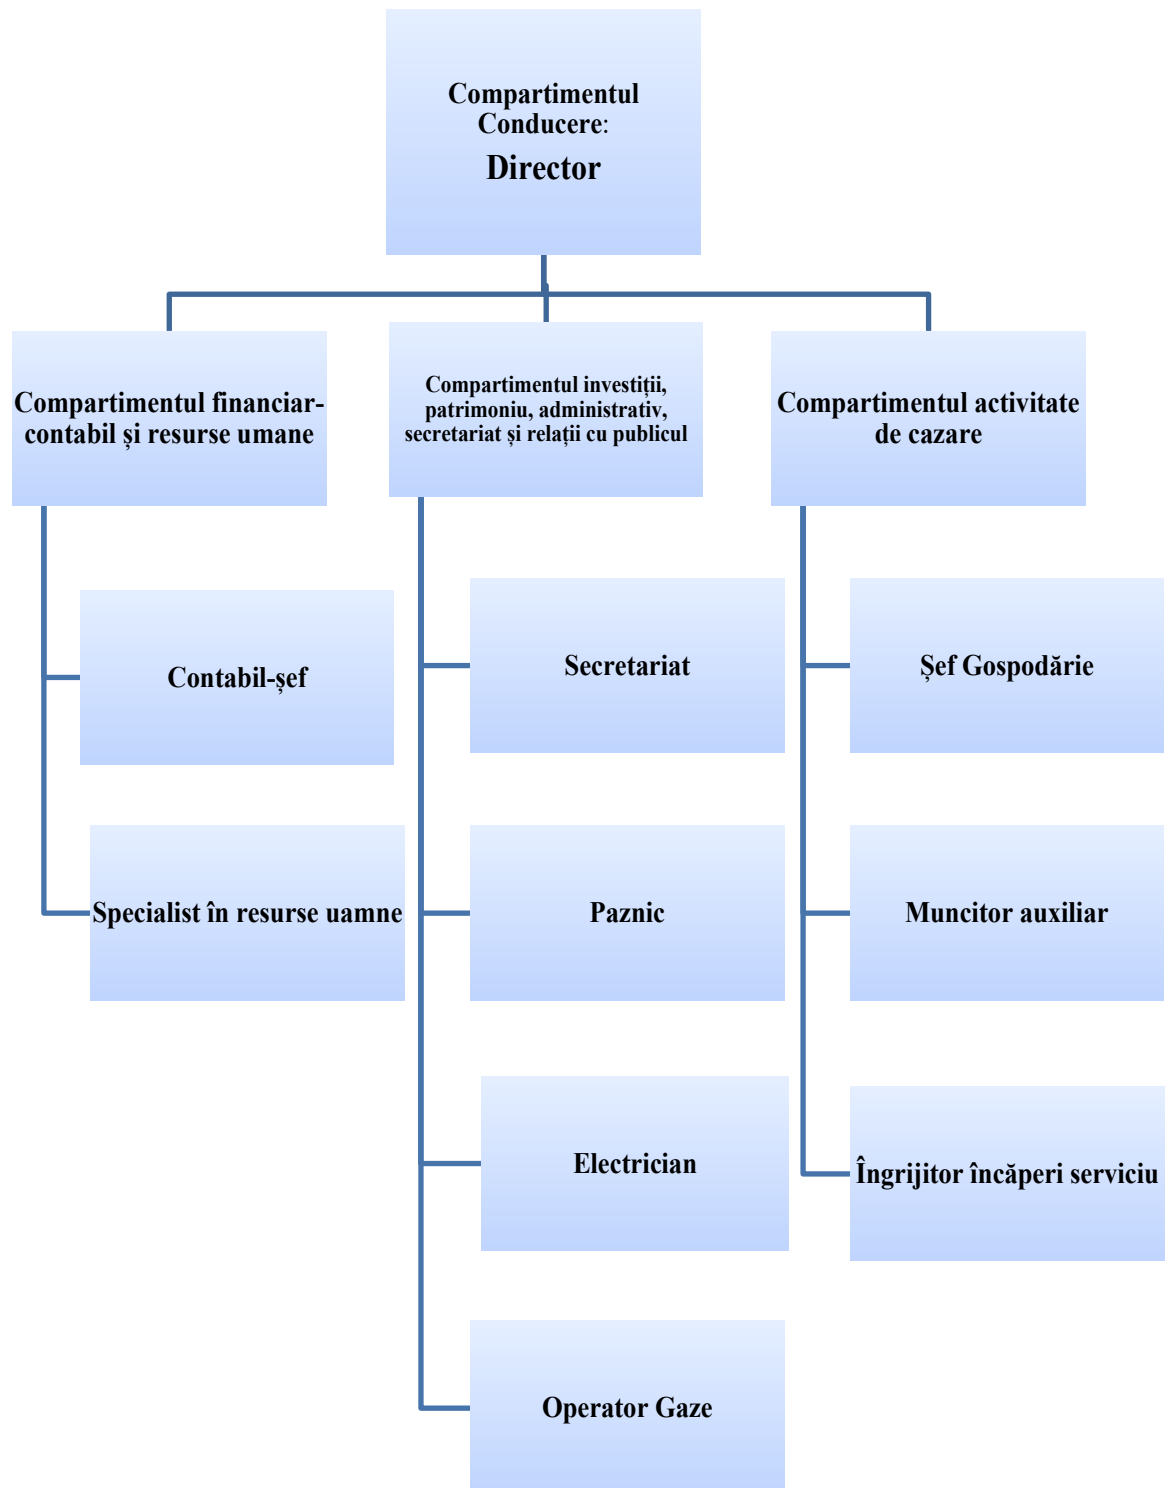 Compartimentul
Conducere:
Director
Compartimentul financiar-
contabil și resurse umane
Compartimentul investiții,
patrimoniu, administrativ,
secretariat și relații cu publicul
Compartimentul activitate
de cazare
Contabil-șef
Specialist în resurse uamne
Secretariat
Paznic
Electrician
Operator Gaze
Șef Gospodărie
Muncitor auxiliar
Îngrijitor încăperi serviciu